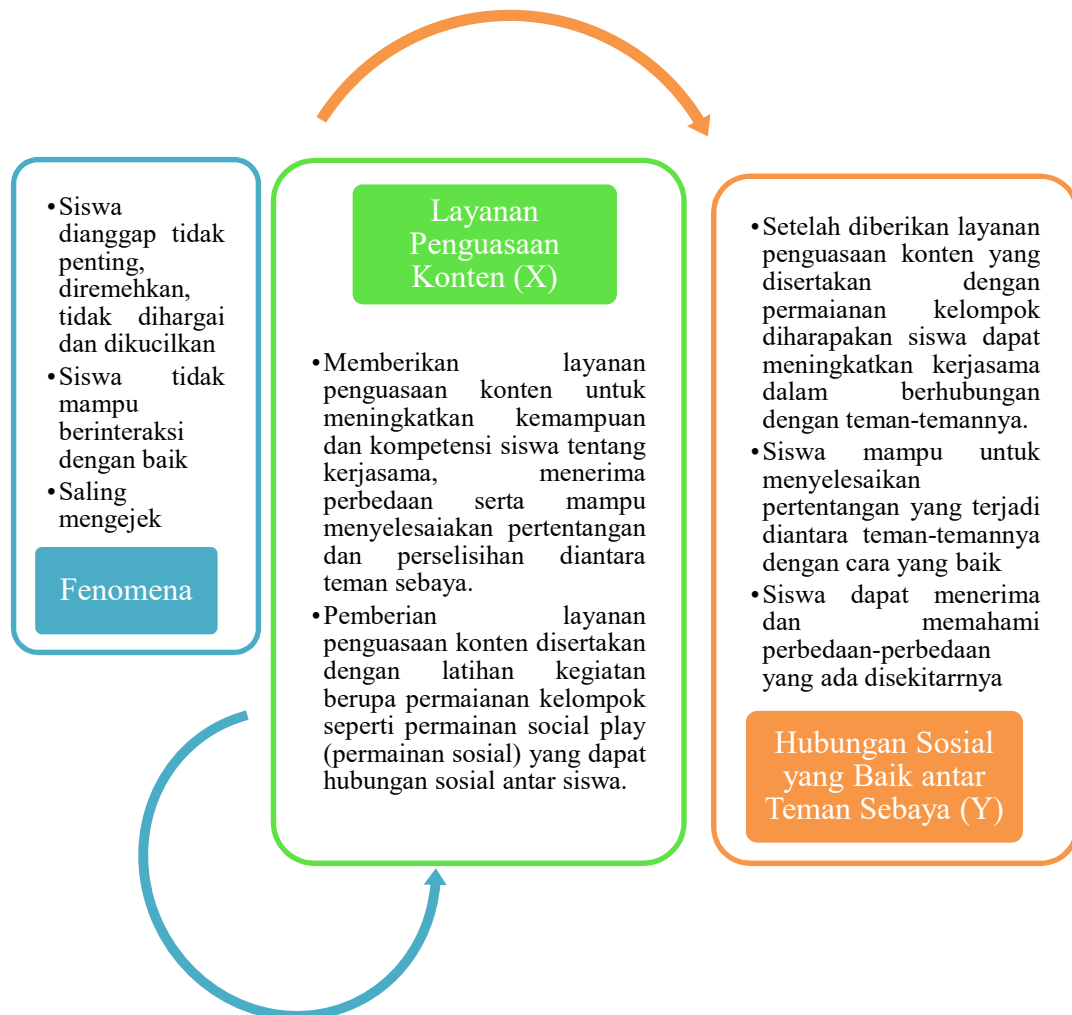 •Siswa
dianggap tidak
penting,
diremehkan,
tidak dihargai
dan dikucilkan
•Siswa tidak
mampu
berinteraksi
dengan baik
•Saling
mengejek
Fenomena
Layanan
Penguasaan
Konten (X)
•Memberikan layanan
penguasaan konten untuk
meningkatkan kemampuan
dan kompetensi siswa tentang
kerjasama, menerima
perbedaan serta mampu
menyelesaiakan pertentangan
dan perselisihan diantara
teman sebaya.
•Pemberian layanan
penguasaan konten disertakan
dengan latihan kegiatan
berupa permaianan kelompok
seperti permainan social play
(permainan sosial) yang dapat
hubungan sosial antar siswa.
•Setelah diberikan layanan
penguasaan konten yang
disertakan dengan
permaianan kelompok
diharapakan siswa dapat
meningkatkan kerjasama
dalam berhubungan
dengan teman-temannya.
•Siswa mampu untuk
menyelesaikan
pertentangan yang terjadi
diantara teman-temannya
dengan cara yang baik
•Siswa dapat menerima
dan memahami
perbedaan-perbedaan
yang ada disekitarrnya
Hubungan Sosial
yang Baik antar
Teman Sebaya (Y)